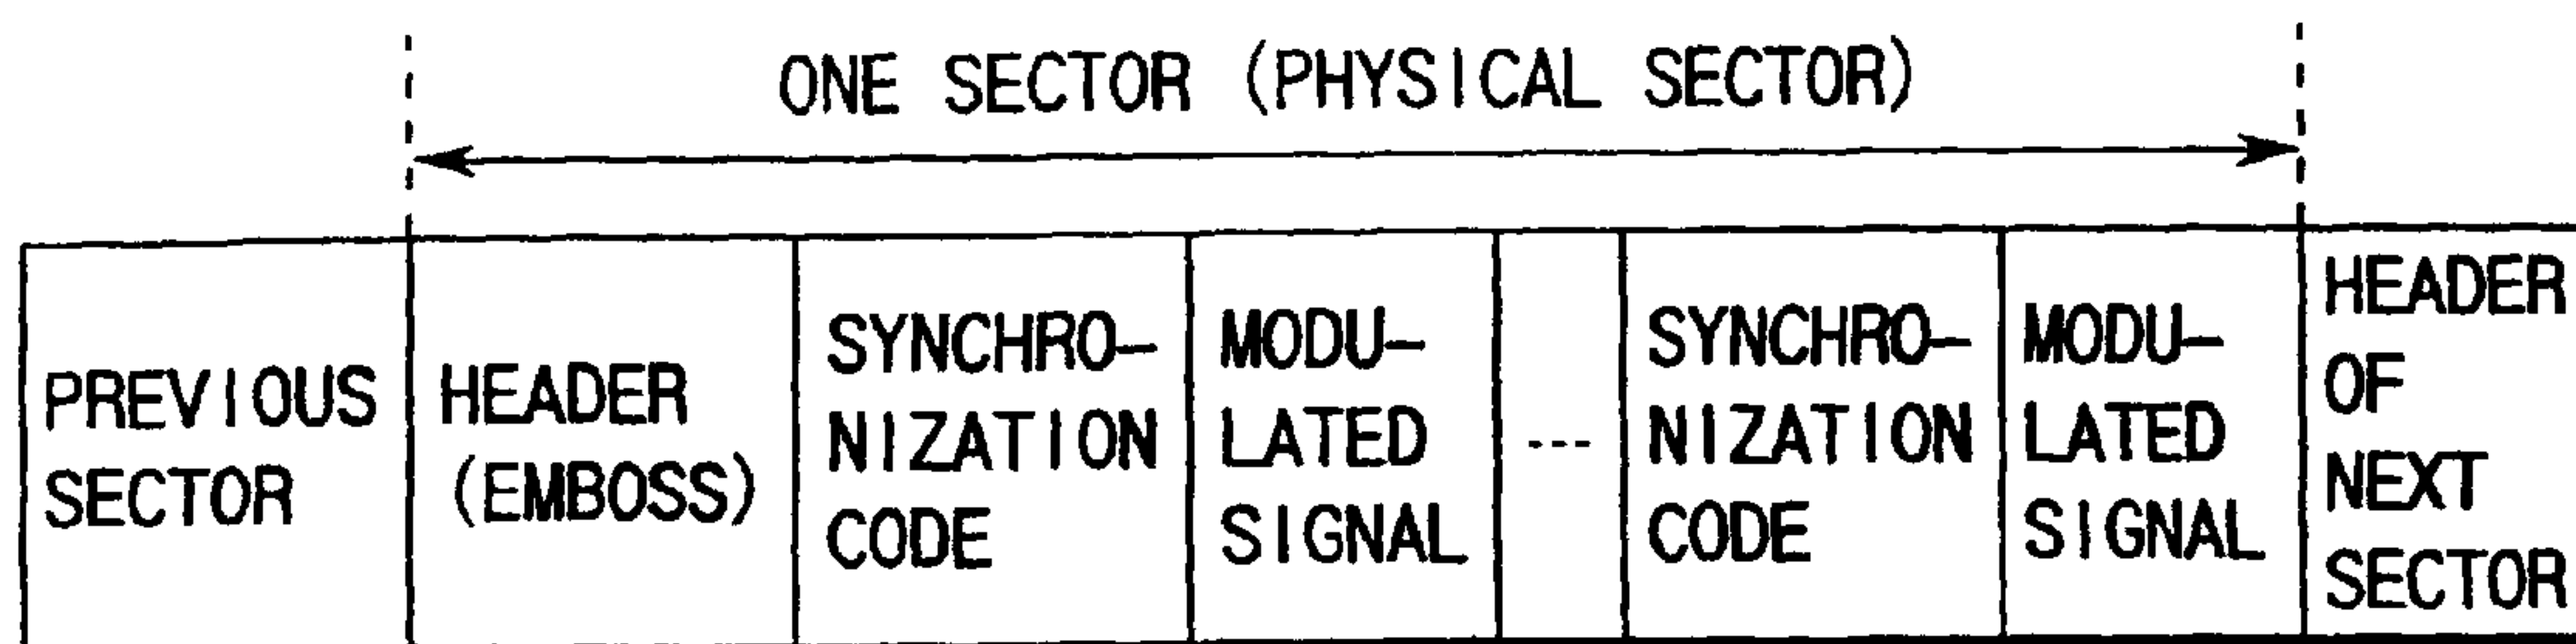 ONE SECTOR (PHYSICAL SECTOR)
PREVIOUS
SECTOR
HEADER
(EMBOSS)
SYNCHRO-
NIZATION
CODE
MODU-
LATED
SIGNAL
---
SYNCHRO-
NIZATION
CODE
MODU-
LATED
SIGNAL
HEADER
OF
NEXT
SECTOR